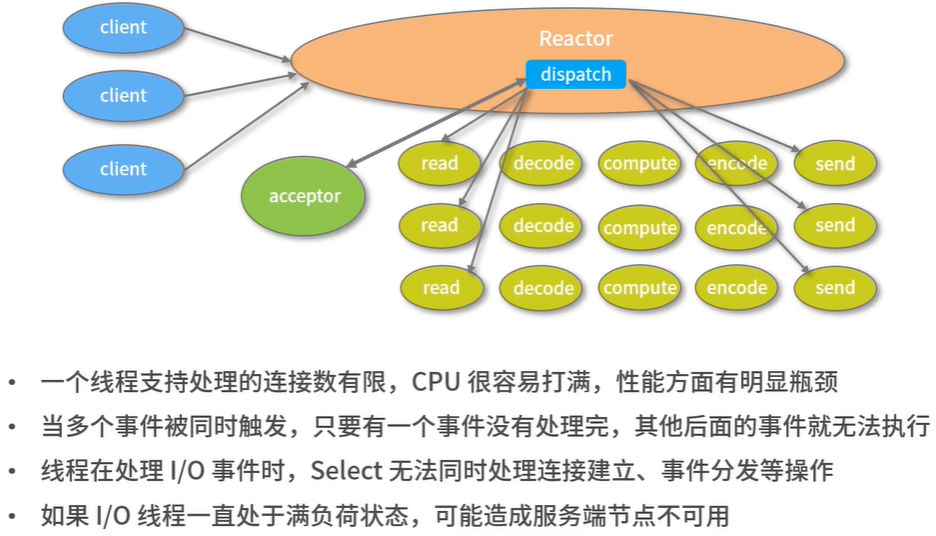 client
Reactor
dispatch
client
client
acceptor
read decode compute encode send
read decode compute encode send
read decode compute encode send
• 一个线程支持处理的连接数有限，CPU 很容易打满，性能方面有明显瓶颈
• 当多个事件被同时触发，只要有一个事件没有处理完，其他后面的事件就无法执行
• 线程在处理 I/O 事件时，Select 无法同时处理连接建立、事件分发等操作
• 如果 I/O 线程一直处于满负荷状态，可能造成服务端节点不可用